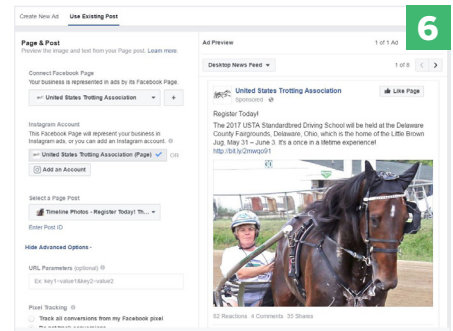 Create New Ad
Use Existing Post
6
Page & Post
Preview the image and text from your Page post. Learn more.
Connect Facebook Page
Your business is represented in ads by its Facebook Page.
United States Trotting Association
+
Instagram Account
This Facebook Page will represent your business in
Instagram ads, or you can add an Instagram account.
United States Trotting Association (Page)
OR
Add an Account
Select a Page Post
Timeline Photos - Register Today! Th...
Enter Post ID
Hide Advanced Options
URL Parameters (optional)
Ex: key1=value1&key2=value2
Pixel Tracking
Track all conversions from my Facebook pixel
Do not track conversions
Ad Preview
1 of 1 Ad
Desktop News Feed
1 of 8
United States Trotting Association
Sponsored ·
Like Page
Register Today!
The 2017 USTA Standardbred Driving School will be held at the Delaware
County Fairgrounds, Delaware, Ohio, which is the home of the Little Brown
Jug, May 31 – June 3. It's a once in a lifetime experience!
http://bit.ly/2nwqo91
52 Reactions 4 Comments 33 Shares